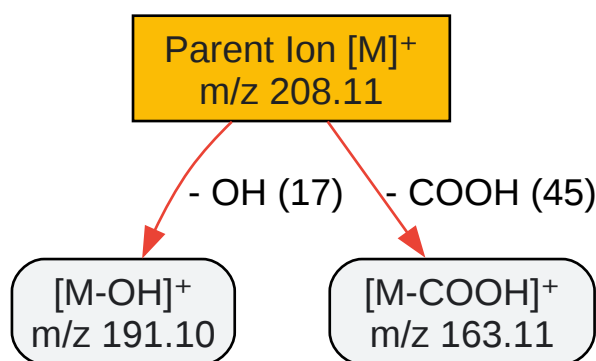 Parent Ion [M]⁺
m/z 208.11
- OH (17)
- COOH (45)
[M-OH]⁺
m/z 191.10
[M-COOH]⁺
m/z 163.11